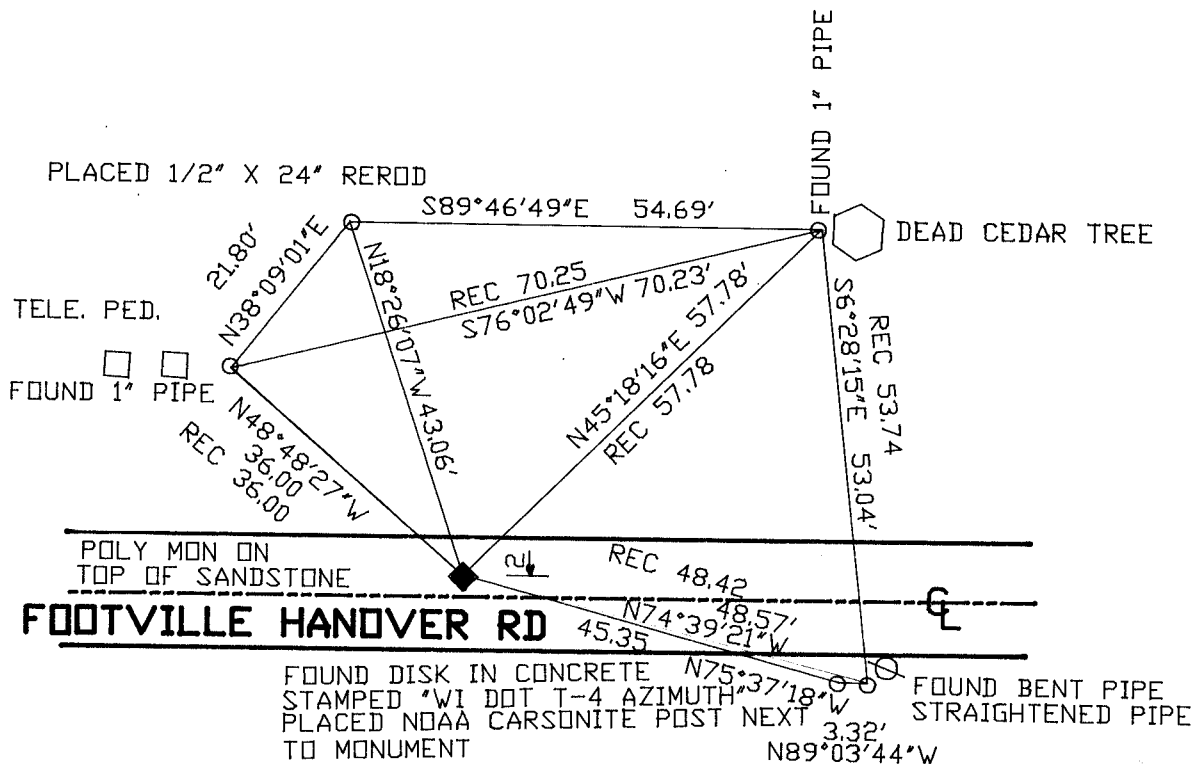 FOUND 1" PIPE
PLACED 1/2" X 24" REROD
S89°46'49"E 54.69'
DEAD CEDAR TREE
21.80'
N38°09'01"E
N18°26'07"W 43.06'
REC 70.25
S76°02'49"W 70.23'
N45°18'16"E 57.78'
REC 57.78
REC 53.74
S6°28'15"E 53.04'
TELE. PED.
FOUND 1" PIPE
N48°48'27"W
36.00
REC 36.00
POLY MON ON
TOP OF SANDSTONE
2
REC 48.42
48.57'
N74°39'21"W
CL
FOOTVILLE HANOVER RD
45.35
N75°37'18"W
FOUND DISK IN CONCRETE
STAMPED "WI DOT T-4 AZIMUTH"
PLACED NOAA CARSONITE POST NEXT
TO MONUMENT
3.32'
N89°03'44"W
FOUND BENT PIPE
STRAIGHTENED PIPE